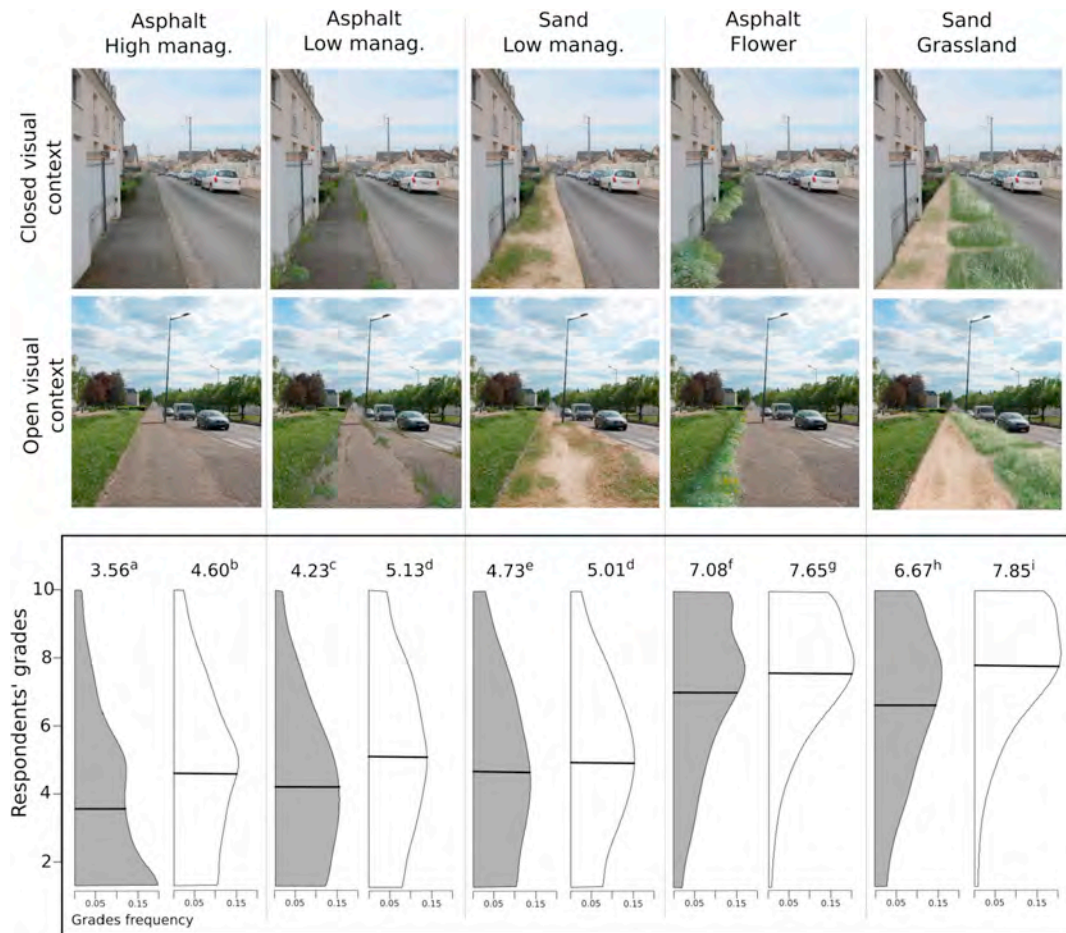 Asphalt
High manag.
Asphalt
Low manag.
Sand
Low manag.
Asphalt
Flower
Sand
Grassland
Closed visual
context
Open visual
context
3.56a 4.60b 4.23c 5.13d 4.73e 5.01d 7.08f 7.65g 6.67h 7.85i
Respondents' grades
10
8
6
4
2
0.05 0.15 0.05 0.15 0.05 0.15 0.05 0.15 0.05 0.15 0.05 0.15 0.05 0.15 0.05 0.15 0.05 0.15 0.05 0.15
Grades frequency